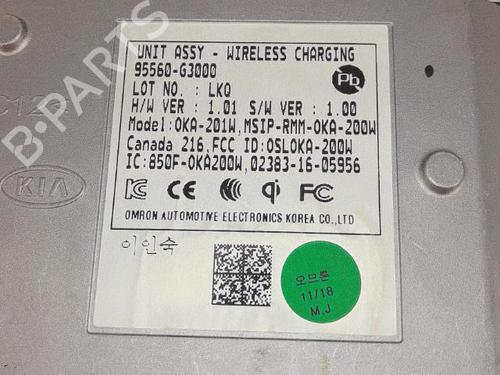 B-PARTS
UNIT ASSY - WIRELESS CHARGING
95560-G3000
LOT NO. : LKQ
H/W VER : 1.01 S/W VER : 1.00
Model:OKA-201W,MSIP-RMM-OKA-200W
Canada 216,FCC ID:OSLOKA-200W
IC:850F-OKA200W,02383-16-05956
Pb
KIA
CE
qi
FC
OMRON AUTOMOTIVE ELECTRONICS KOREA CO.,LTD
이인숙
오므론
11/18
M.J